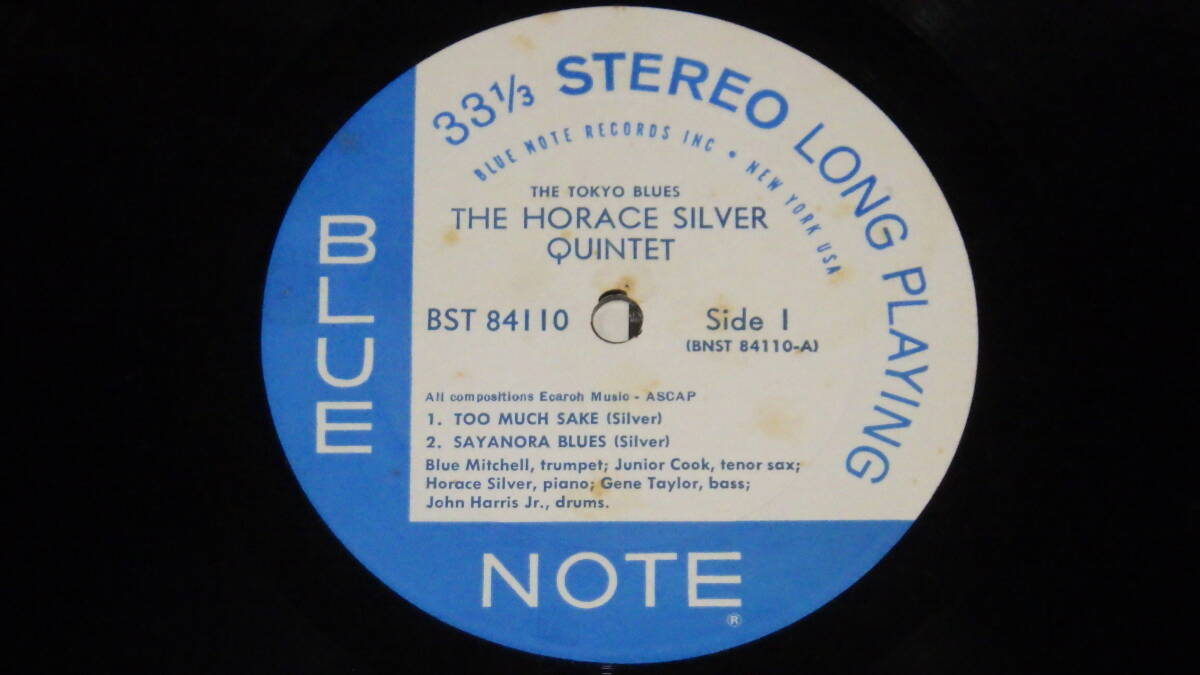 33⅓ STEREO LONG PLAYING
BLUE NOTE RECORDS INC • NEW YORK USA
THE TOKYO BLUES
THE HORACE SILVER
QUINTET
BST 84110
Side 1
(BNST 84110-A)
All compositions Ecaroh Music - ASCAP
1. TOO MUCH SAKE (Silver)
2. SAYANORA BLUES (Silver)
Blue Mitchell, trumpet; Junior Cook, tenor sax;
Horace Silver, piano; Gene Taylor, bass;
John Harris Jr., drums.
BLUE
NOTE®